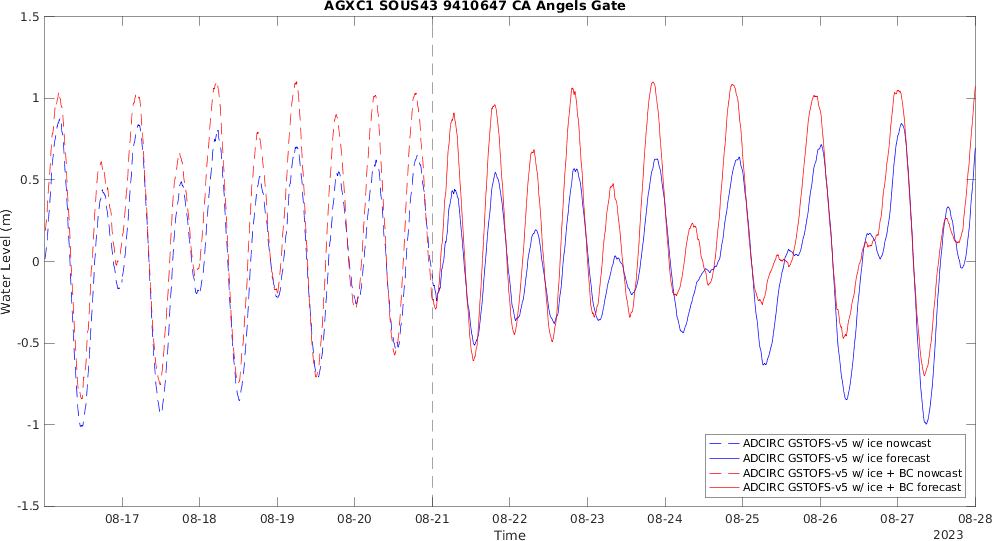 AGXC1 SOUS43 9410647 CA Angels Gate
1.5
1
0.5
0
-0.5
-1
-1.5
Water Level (m)
08-17 08-18 08-19 08-20 08-21 08-22 08-23 08-24 08-25 08-26 08-27 08-28
Time
2023
ADCIRC GSTOFS-v5 w/ ice nowcast
ADCIRC GSTOFS-v5 w/ ice forecast
ADCIRC GSTOFS-v5 w/ ice + BC nowcast
ADCIRC GSTOFS-v5 w/ ice + BC forecast